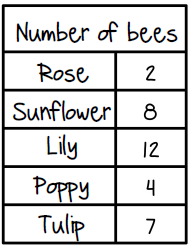 Number of bees
Rose 2
Sunflower 8
Lily 12
Poppy 4
Tulip 7